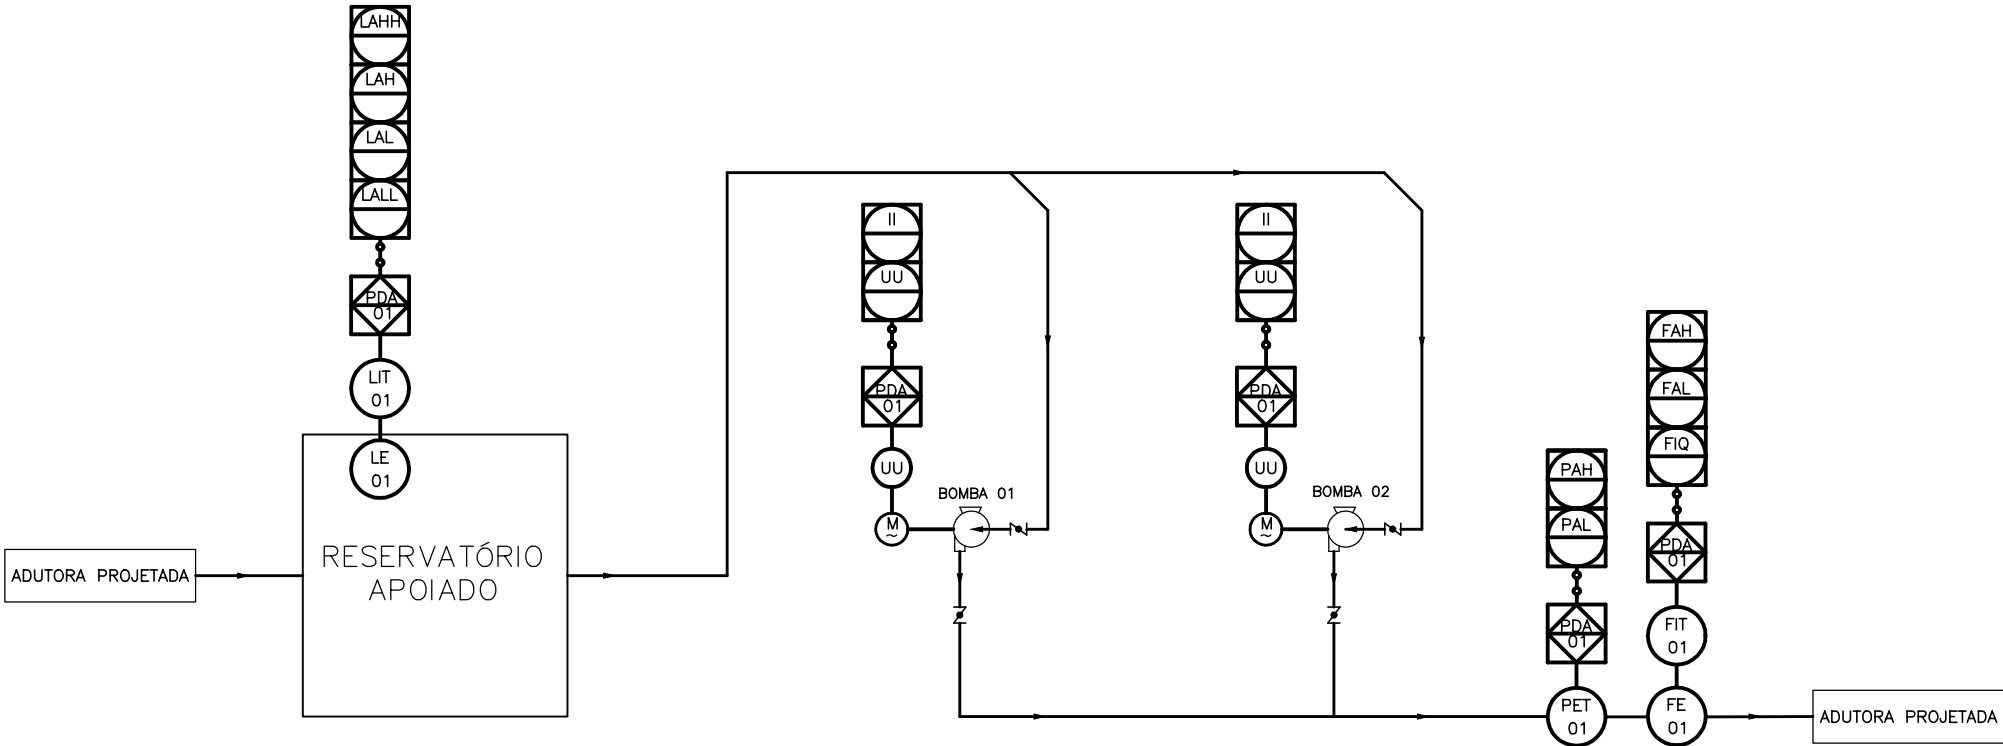 LAHH
LAH
LAL
LALL
PDA
01
LIT
01
LE
01
ADUTORA PROJETADA
RESERVATÓRIO
APOIADO
II
UU
PDA
01
UU
M
~
BOMBA 01
II
UU
PDA
01
UU
M
~
BOMBA 02
PAH
PAL
PDA
01
PET
01
FAH
FAL
FIQ
PDA
01
FIT
01
FE
01
ADUTORA PROJETADA